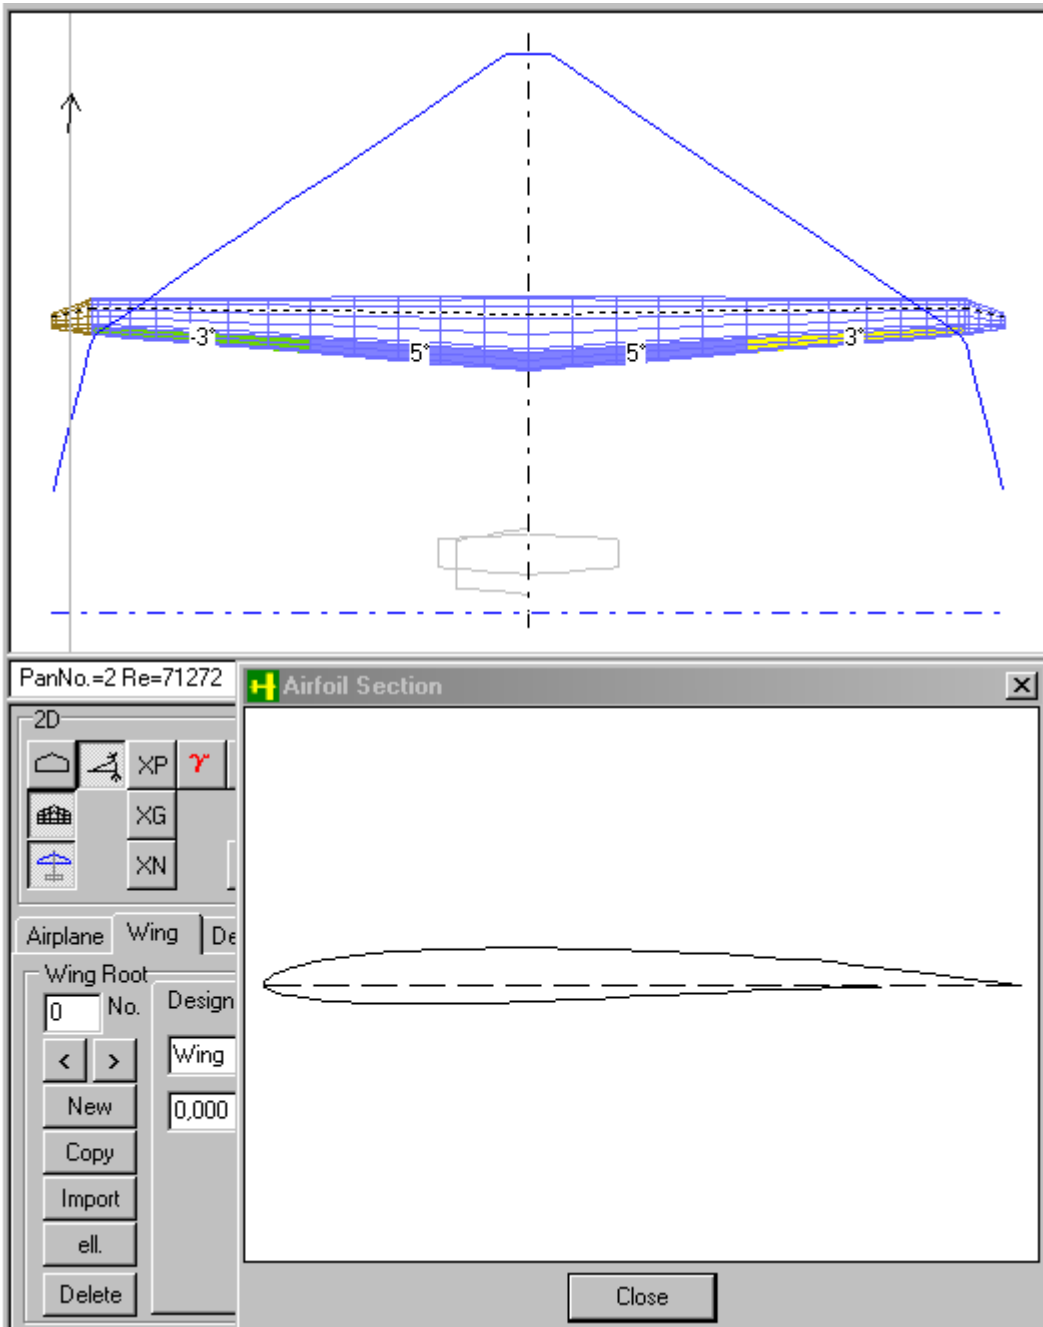 -3° 5° 5° 3°
PanNo.=2 Re=71272
Airfoil Section
2D
XP γ
XG
XN
Airplane Wing De
Wing Root
0 No. Design
< > Wing
New 0,000
Copy
Import
ell.
Delete
Close